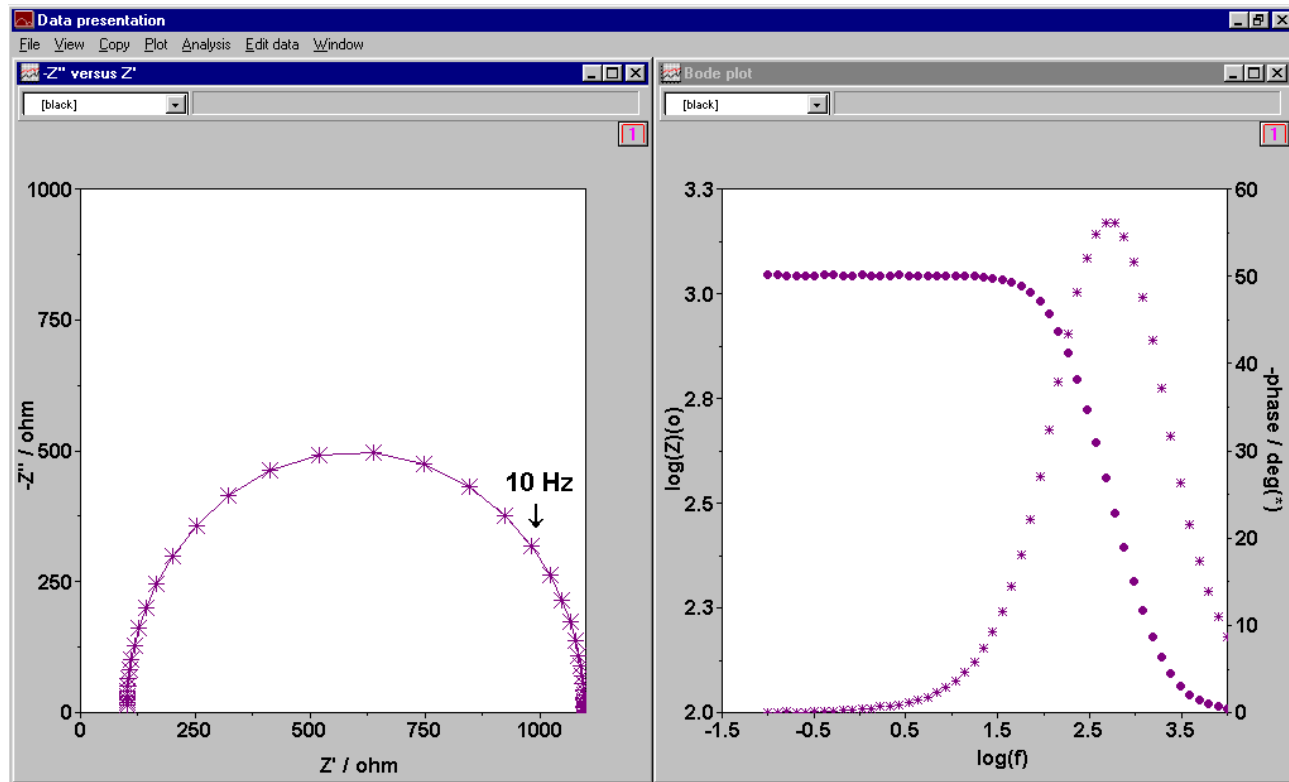 Data presentation
File View Copy Plot Analysis Edit data Window
-Z'' versus Z'
[black]
1
1000
750
500
250
0
-Z'' / ohm
10 Hz
0 250 500 750 1000
Z' / ohm
Bode plot
[black]
1
3.3
3.0
2.8
2.5
2.3
2.0
log(Z)(o)
60
50
40
30
20
10
0
-phase / deg(*)
-1.5 -0.5 0.5 1.5 2.5 3.5
log(f)